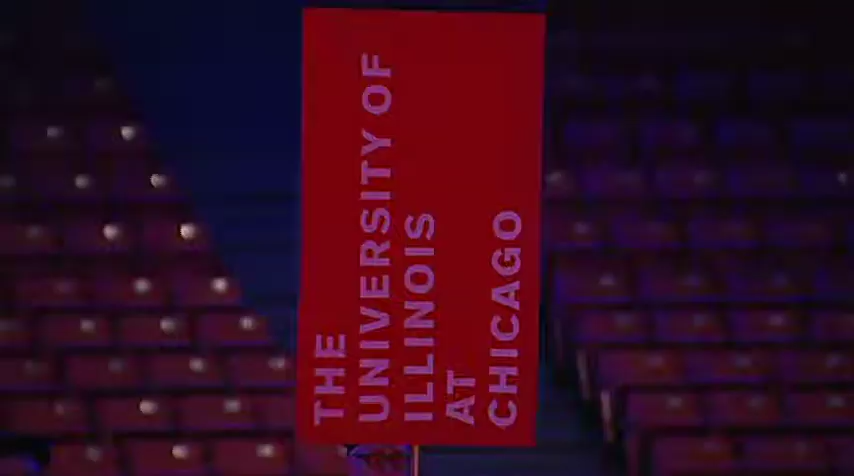 THE
UNIVERSITY OF
ILLINOIS
AT
CHICAGO